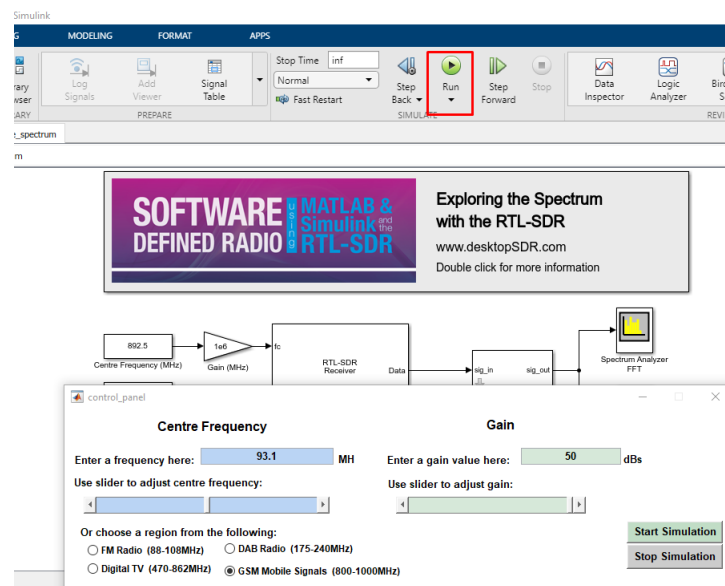 Simulink
G MODELING FORMAT APPS
rary
wser
Log
Signals
Add
Viewer
Signal
Table
Stop Time inf
Normal
Fast Restart
Step
Back
Run
Step
Forward
Stop
Data
Inspector
Logic
Analyzer
Bir
S
RARY PREPARE SIMULATE REVI
e_spectrum
m
SOFTWARE
DEFINED RADIO
using
MATLAB &
Simulink and the
RTL-SDR
Exploring the Spectrum
with the RTL-SDR
www.desktopSDR.com
Double click for more information
892.5
Centre Frequency (MHz)
1e6
Gain (MHz)
fc
RTL-SDR
Receiver
Data
sig_in
sig_out
Spectrum Analyzer
FFT
control_panel
Centre Frequency Gain
Enter a frequency here: 93.1 MH Enter a gain value here: 50 dBs
Use slider to adjust centre frequency: Use slider to adjust gain:
Or choose a region from the following:
FM Radio (88-108MHz) DAB Radio (175-240MHz)
Digital TV (470-862MHz) GSM Mobile Signals (800-1000MHz)
Start Simulation
Stop Simulation